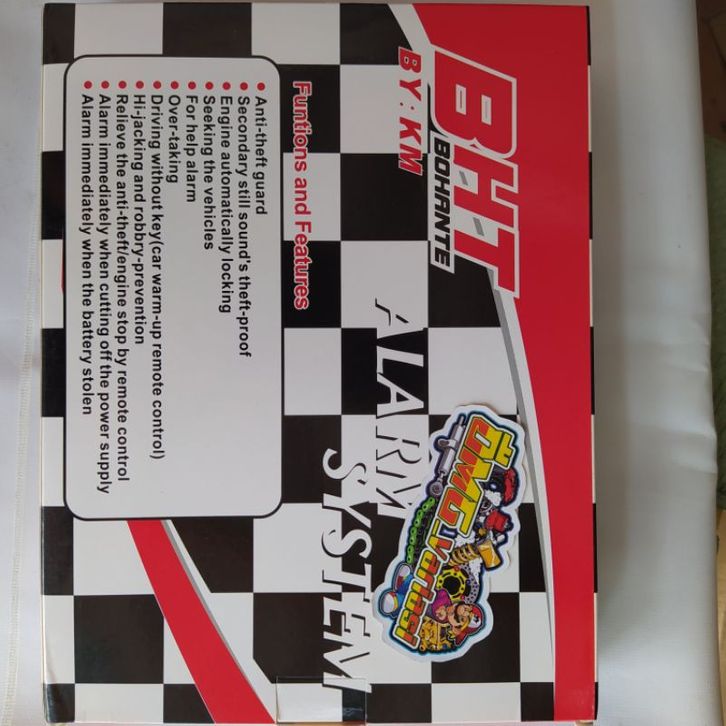 BHT
BOHANTE
BY: KM
ALARM
SYSTEM
ÜMG Variasi
Funtions and Features
Anti-theft guard
Secondary still sound's theft-proof
Engine automatically locking
Seeking the vehicles
For help alarm
Over-taking
Driving without key(car warm-up remote control)
Hi-jacking and robbry-prevention
Relieve the anti-theft/engine stop by remote control
Alarm immediately when cutting off the power supply
Alarm immediately when the battery stolen